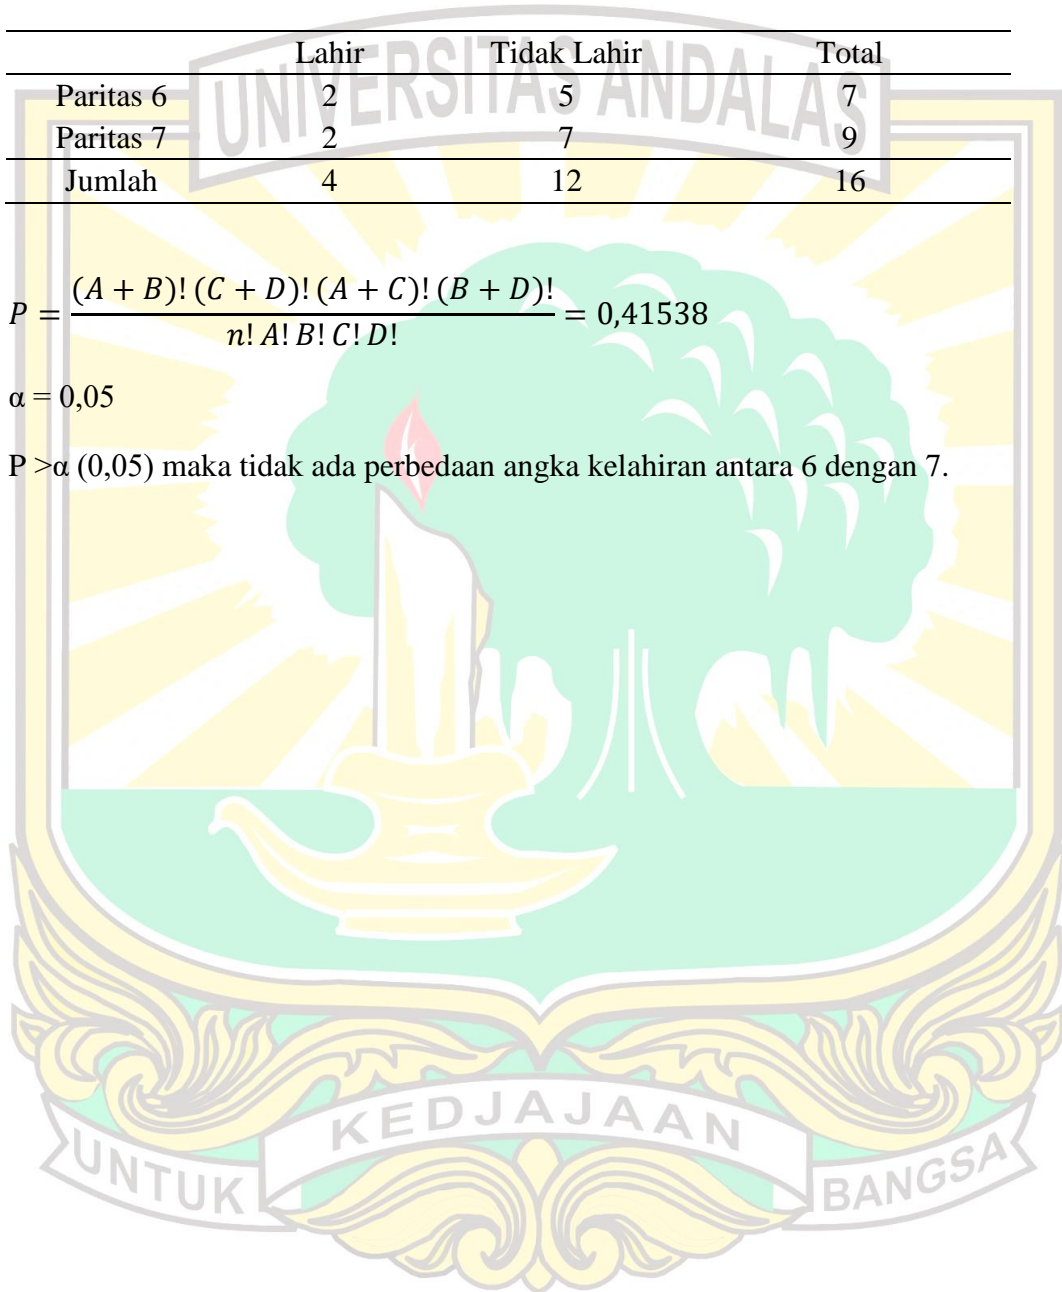 UNIVERSITAS ANDALAS
Lahir Tidak Lahir Total
Paritas 6 2 5 7
Paritas 7 2 7 9
Jumlah 4 12 16
P = (A + B)! (C + D)! (A + C)! (B + D)! / n! A! B! C! D! = 0,41538
α = 0,05
P >α (0,05) maka tidak ada perbedaan angka kelahiran antara 6 dengan 7.
UNTUK KEDJAJAAN BANGSA